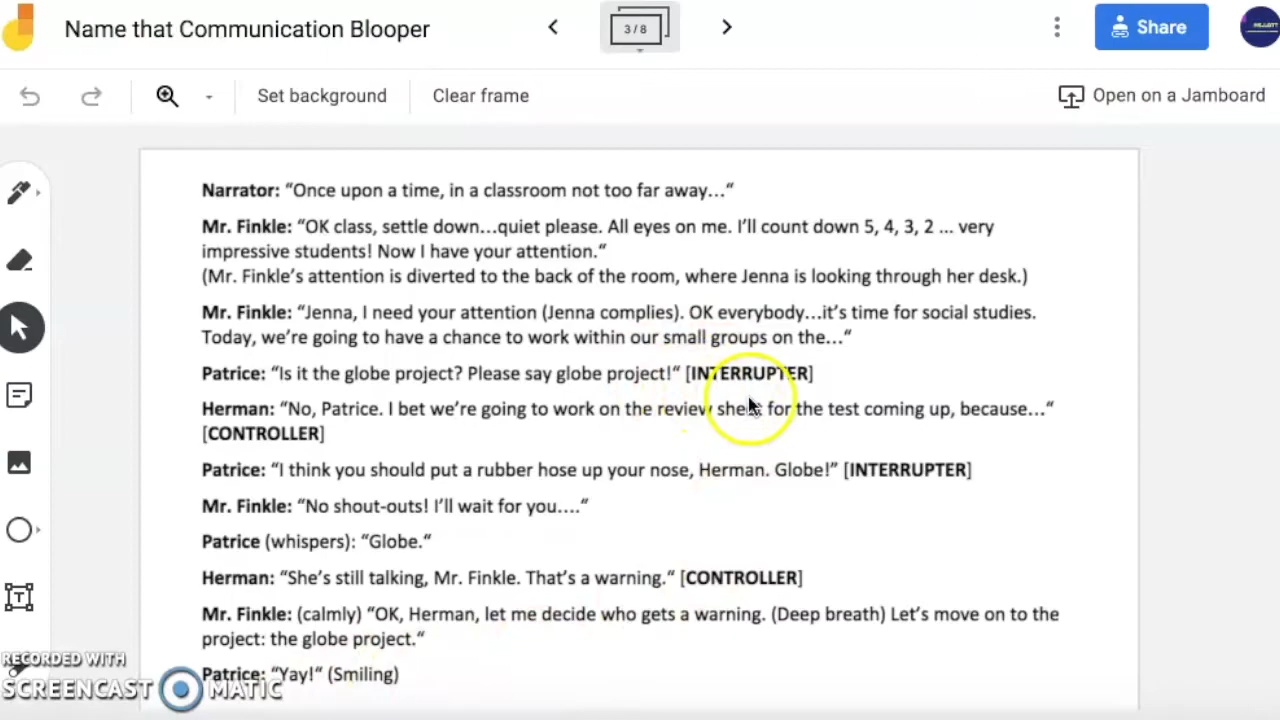 Name that Communication Blooper
3 / 8
Share
Set background
Clear frame
Open on a Jamboard
Narrator: “Once upon a time, in a classroom not too far away…“
Mr. Finkle: “OK class, settle down…quiet please. All eyes on me. I’ll count down 5, 4, 3, 2 … very
impressive students! Now I have your attention.“
(Mr. Finkle’s attention is diverted to the back of the room, where Jenna is looking through her desk.)
Mr. Finkle: “Jenna, I need your attention (Jenna complies). OK everybody…it’s time for social studies.
Today, we’re going to have a chance to work within our small groups on the…“
Patrice: “Is it the globe project? Please say globe project!“ [INTERRUPTER]
Herman: “No, Patrice. I bet we’re going to work on the review sheet for the test coming up, because…“
[CONTROLLER]
Patrice: “I think you should put a rubber hose up your nose, Herman. Globe!” [INTERRUPTER]
Mr. Finkle: “No shout-outs! I’ll wait for you….“
Patrice (whispers): “Globe.“
Herman: “She’s still talking, Mr. Finkle. That’s a warning.“ [CONTROLLER]
Mr. Finkle: (calmly) “OK, Herman, let me decide who gets a warning. (Deep breath) Let’s move on to the
project: the globe project.“
Patrice: “Yay!“ (Smiling)
RECORDED WITH
SCREENCAST MATIC